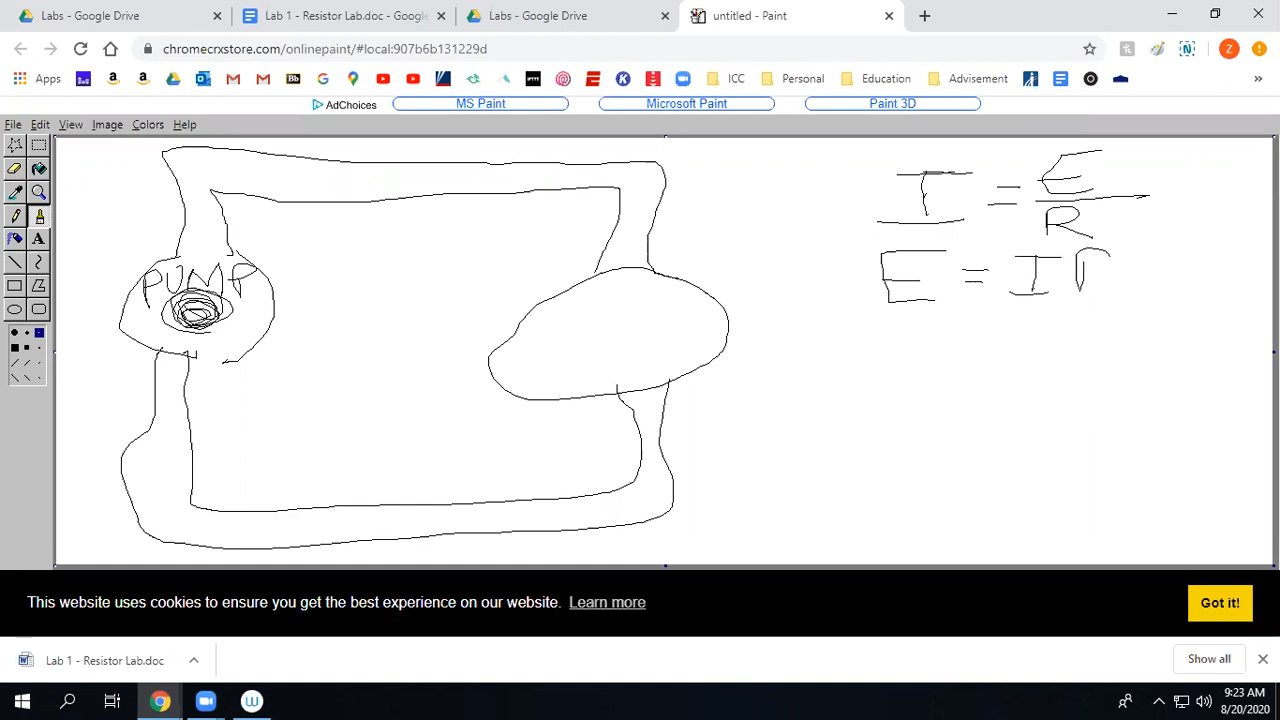 Labs - Google Drive
Lab 1 - Resistor Lab.doc - Google
Labs - Google Drive
untitled - Paint
chromecrxstore.com/onlinepaint/#local:907b6b131229d
Apps
ICC
Personal
Education
Advisement
AdChoices
MS Paint
Microsoft Paint
Paint 3D
File Edit View Image Colors Help
I = E
R
E = I
PUMP
This website uses cookies to ensure you get the best experience on our website. Learn more
Got it!
Lab 1 - Resistor Lab.doc
Show all
9:23 AM
8/20/2020